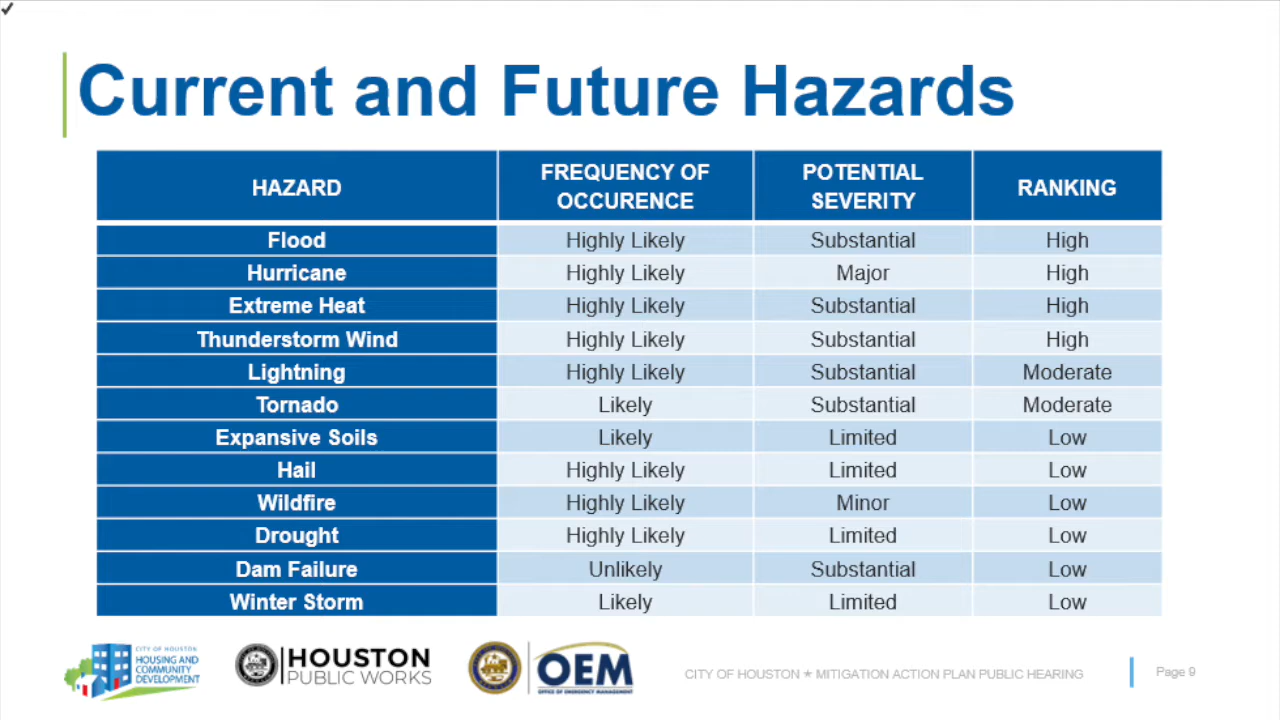 Current and Future Hazards
HAZARD FREQUENCY OF OCCURENCE POTENTIAL SEVERITY RANKING
Flood Highly Likely Substantial High
Hurricane Highly Likely Major High
Extreme Heat Highly Likely Substantial High
Thunderstorm Wind Highly Likely Substantial High
Lightning Highly Likely Substantial Moderate
Tornado Likely Substantial Moderate
Expansive Soils Likely Limited Low
Hail Highly Likely Limited Low
Wildfire Highly Likely Minor Low
Drought Highly Likely Limited Low
Dam Failure Unlikely Substantial Low
Winter Storm Likely Limited Low
CITY OF HOUSTON
HOUSING AND
COMMUNITY
DEVELOPMENT
HOUSTON
PUBLIC WORKS
OEM
OFFICE OF EMERGENCY MANAGEMENT
CITY OF HOUSTON ★ MITIGATION ACTION PLAN PUBLIC HEARING
Page 9